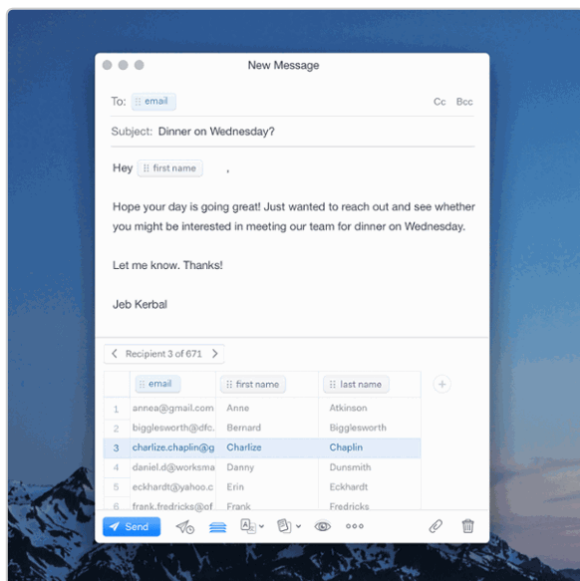 New Message
To: email Cc Bcc
Subject: Dinner on Wednesday?
Hey first name ,
Hope your day is going great! Just wanted to reach out and see whether
you might be interested in meeting our team for dinner on Wednesday.
Let me know. Thanks!
Jeb Kerbal
Recipient 3 of 671
email first name last name
1 annea@gmail.com Anne Atkinson
2 bigglesworth@dfc. Bernard Bigglesworth
3 charlize.chaplin@g Charlize Chaplin
4 daniel.d@worksma Danny Dunsmith
5 eckhardt@yahoo.c Erin Eckhardt
6 frank.fredricks@of Frank Fredricks
Send